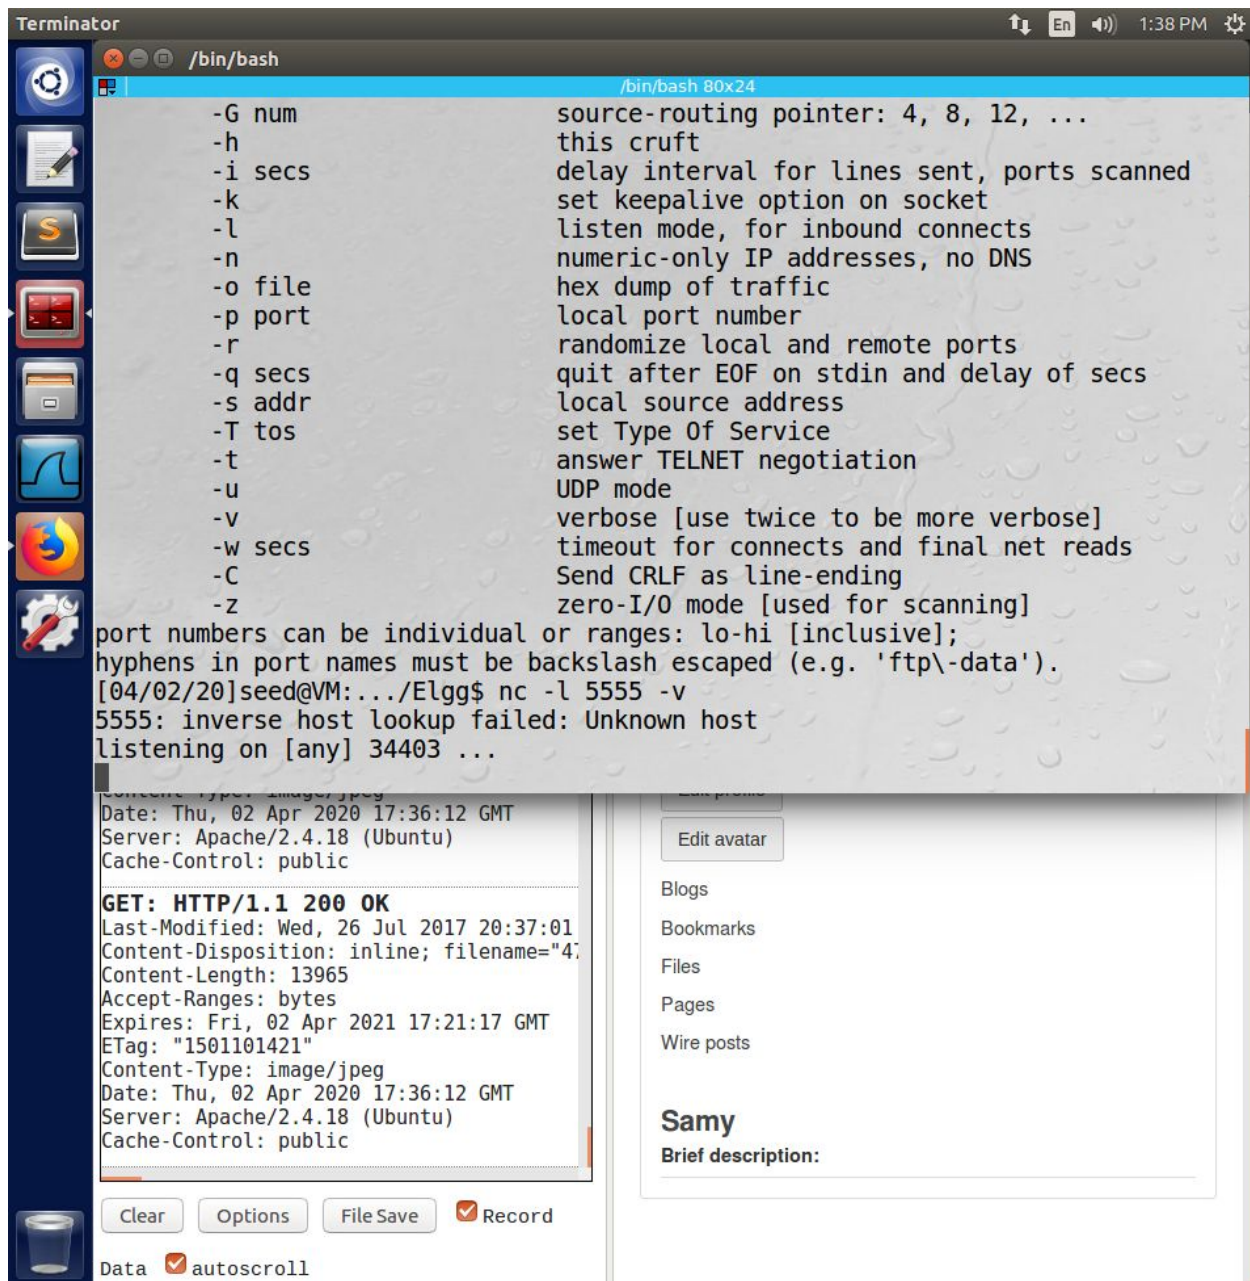 Terminator
En
1:38 PM
/bin/bash
/bin/bash 80x24
-G num source-routing pointer: 4, 8, 12, ...
-h this cruft
-i secs delay interval for lines sent, ports scanned
-k set keepalive option on socket
-l listen mode, for inbound connects
-n numeric-only IP addresses, no DNS
-o file hex dump of traffic
-p port local port number
-r randomize local and remote ports
-q secs quit after EOF on stdin and delay of secs
-s addr local source address
-T tos set Type Of Service
-t answer TELNET negotiation
-u UDP mode
-v verbose [use twice to be more verbose]
-w secs timeout for connects and final net reads
-C Send CRLF as line-ending
-z zero-I/O mode [used for scanning]
port numbers can be individual or ranges: lo-hi [inclusive];
hyphens in port names must be backslash escaped (e.g. 'ftp\-data').
[04/02/20]seed@VM:.../Elgg$ nc -l 5555 -v
5555: inverse host lookup failed: Unknown host
listening on [any] 34403 ...
Content-Type: image/jpeg
Date: Thu, 02 Apr 2020 17:36:12 GMT
Server: Apache/2.4.18 (Ubuntu)
Cache-Control: public
GET: HTTP/1.1 200 OK
Last-Modified: Wed, 26 Jul 2017 20:37:01
Content-Disposition: inline; filename="47
Content-Length: 13965
Accept-Ranges: bytes
Expires: Fri, 02 Apr 2021 17:21:17 GMT
ETag: "1501101421"
Content-Type: image/jpeg
Date: Thu, 02 Apr 2020 17:36:12 GMT
Server: Apache/2.4.18 (Ubuntu)
Cache-Control: public
Clear
Options
File Save
Record
Data
autoscroll
Edit profile
Edit avatar
Blogs
Bookmarks
Files
Pages
Wire posts
Samy
Brief description: